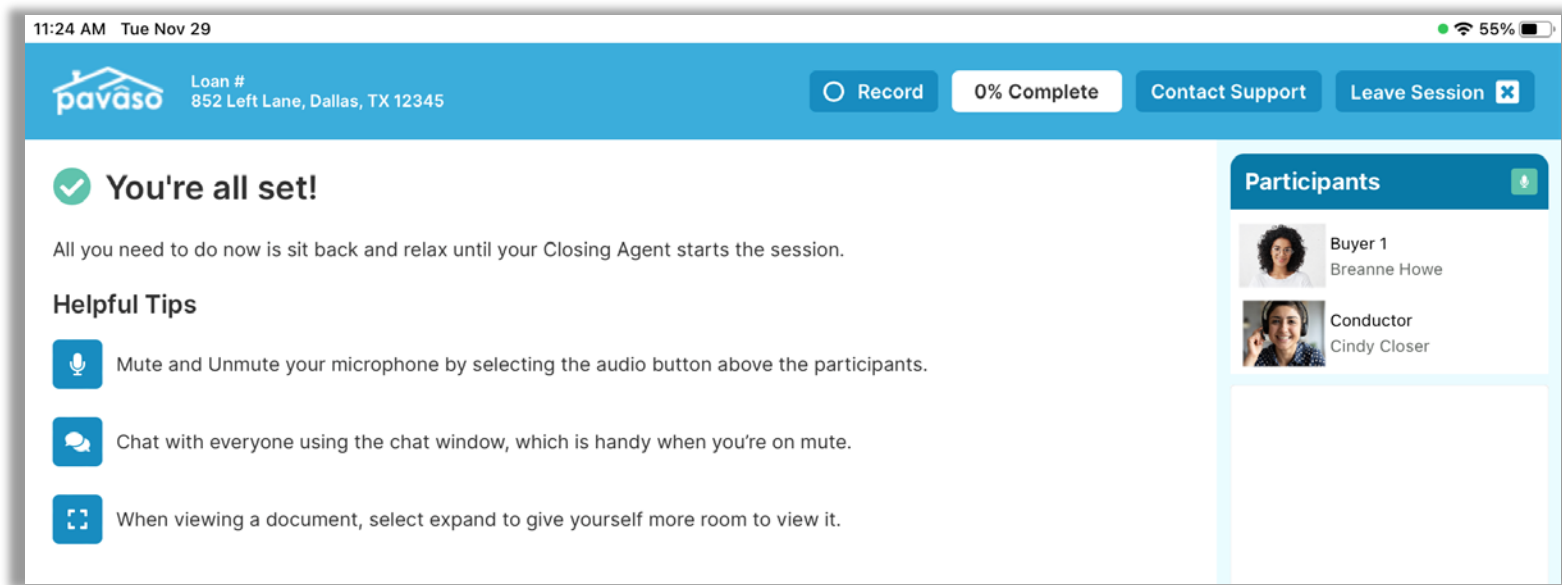 11:24 AM Tue Nov 29
55%
pavaso
Loan #
852 Left Lane, Dallas, TX 12345
Record
0% Complete
Contact Support
Leave Session
You're all set!
All you need to do now is sit back and relax until your Closing Agent starts the session.
Helpful Tips
Mute and Unmute your microphone by selecting the audio button above the participants.
Chat with everyone using the chat window, which is handy when you’re on mute.
When viewing a document, select expand to give yourself more room to view it.
Participants
Buyer 1
Breanne Howe
Conductor
Cindy Closer